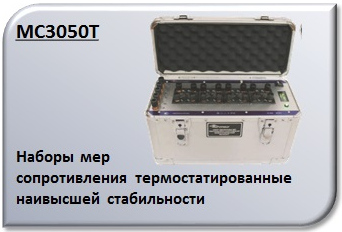 МС3050Т
Наборы мер
сопротивления термостатированные
наивысшей стабильности